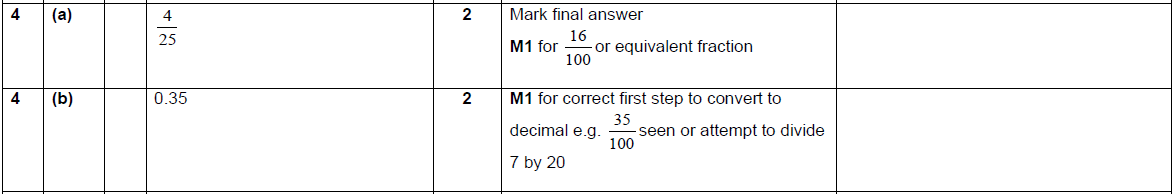 4 (a) 4/25 2 Mark final answer
M1 for 16/100 or equivalent fraction
4 (b) 0.35 2 M1 for correct first step to convert to
decimal e.g. 35/100 seen or attempt to divide
7 by 20